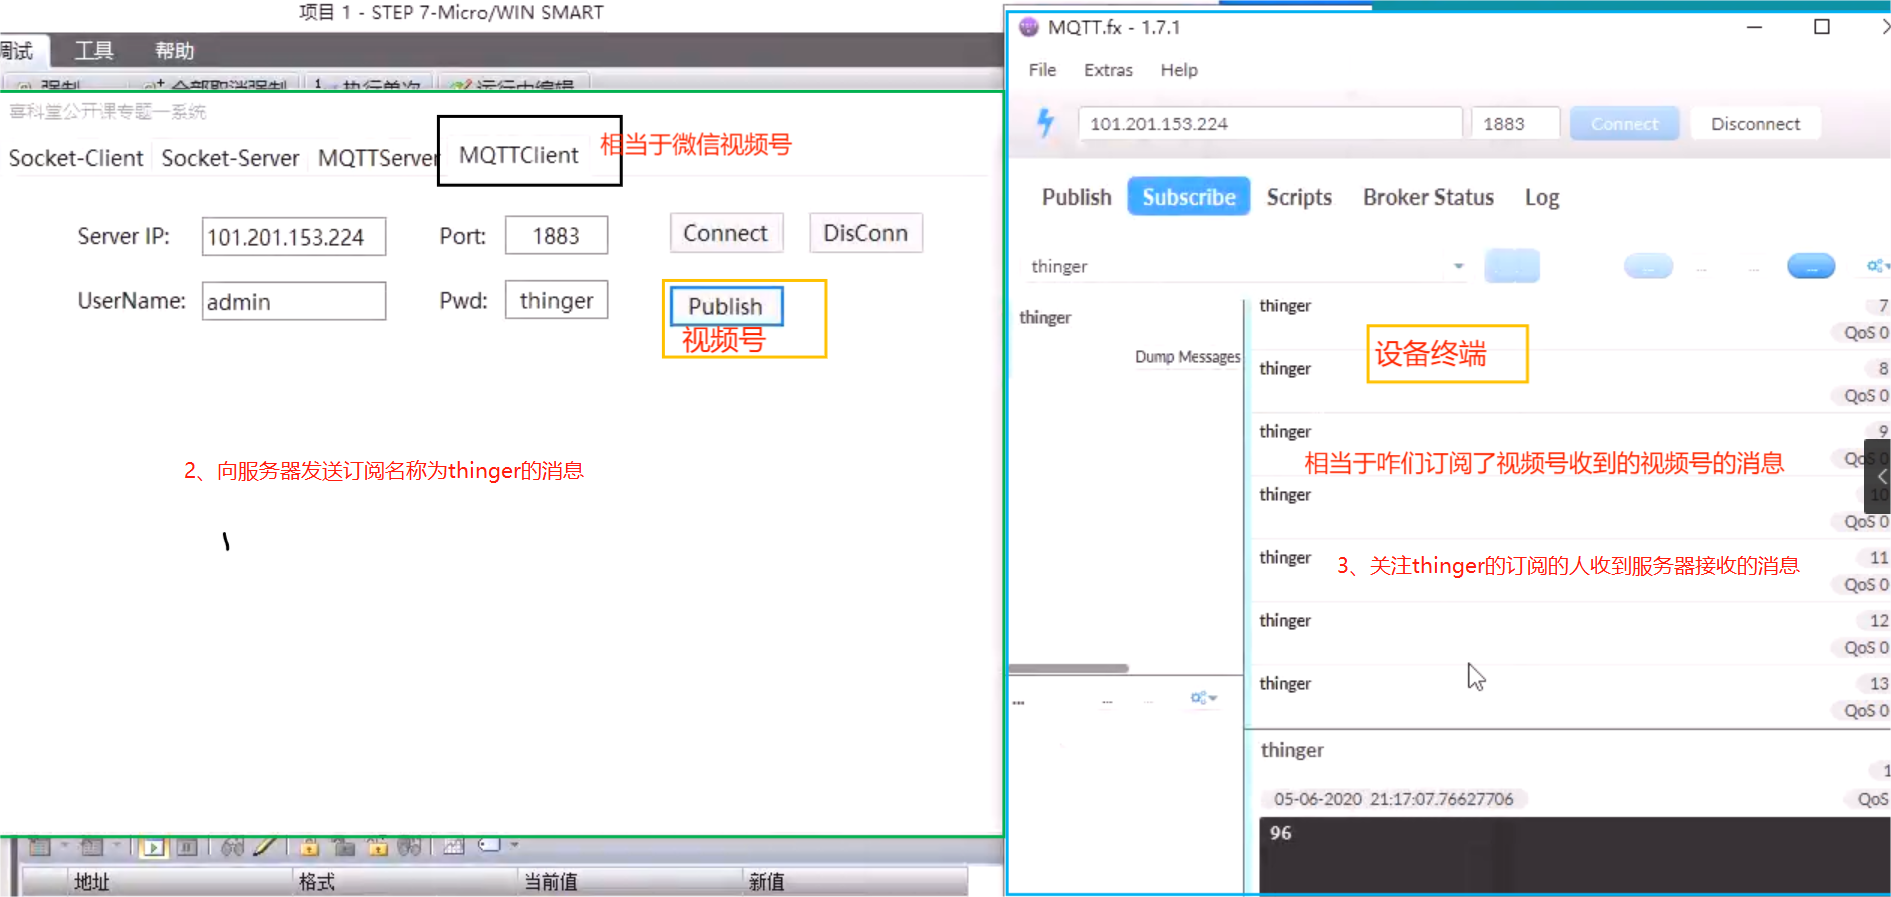 项目 1 - STEP 7-Micro/WIN SMART
调试 工具 帮助
强制 全部取消强制 执行单次 运行中编辑
喜科堂公开课专题一系统
Socket-Client Socket-Server MQTTServer MQTTClient
相当于微信视频号
Server IP: 101.201.153.224 Port: 1883 Connect DisConn
UserName: admin Pwd: thinger Publish
视频号
2、向服务器发送订阅名称为thinger的消息
地址 格式 当前值 新值
MQTT.fx - 1.7.1
File Extras Help
101.201.153.224 1883 Connect Disconnect
Publish Subscribe Scripts Broker Status Log
thinger
thinger
Dump Messages
thinger 7
QoS 0
设备终端
thinger 8
QoS 0
thinger 9
QoS 0
相当于咱们订阅了视频号收到的视频号的消息
thinger 10
QoS 0
thinger 11
3、关注thinger的订阅的人收到服务器接收的消息
QoS 0
thinger 12
QoS 0
thinger 13
QoS 0
thinger
1
05-06-2020 21:17:07.76627706 QoS
96